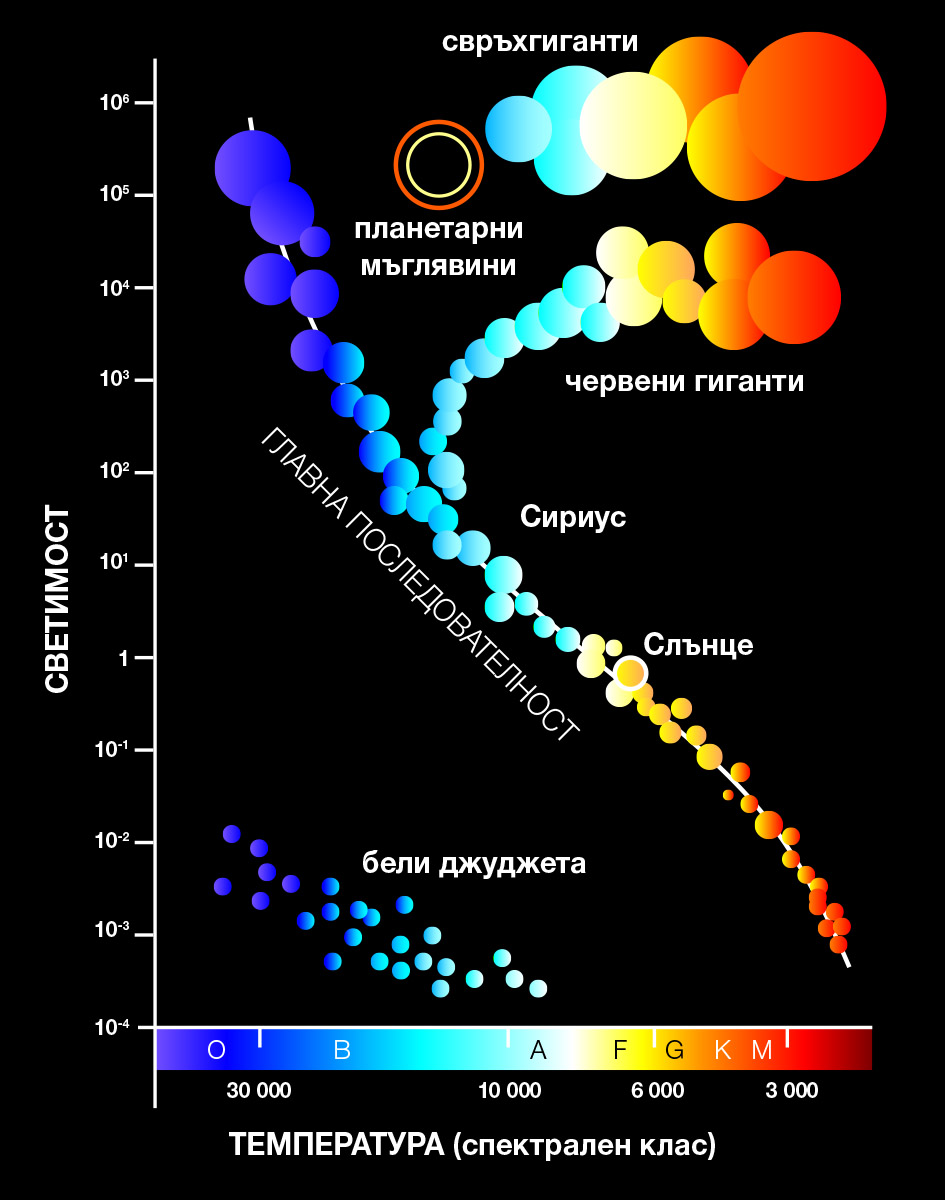 свръхгиганти
10⁶
10⁵
планетарни
мъглявини
10⁴
10³
червени гиганти
10²
ГЛАВНА ПОСЛЕДОВАТЕЛНОСТ
Сириус
10¹
СВЕТИМОСТ
Слънце
1
10⁻¹
10⁻²
бели джуджета
10⁻³
10⁻⁴
O B A F G K M
30 000 10 000 6 000 3 000
ТЕМПЕРАТУРА (спектрален клас)